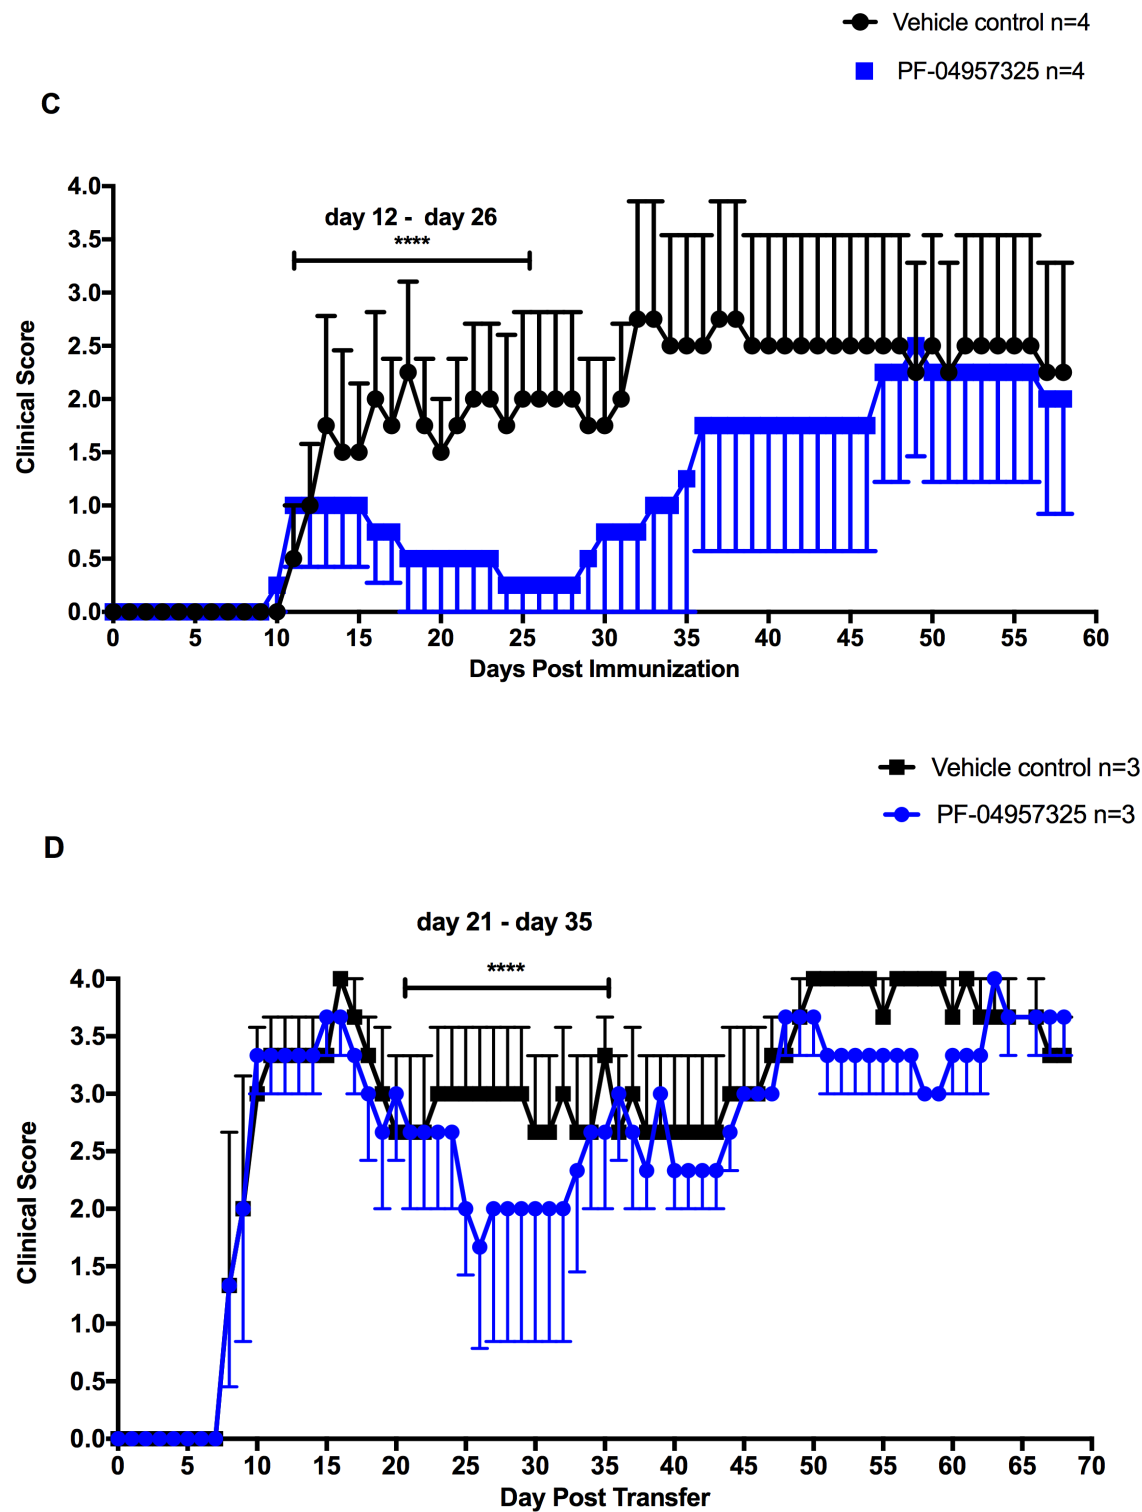 Vehicle control n=4
PF-04957325 n=4
C
4.0
3.5
3.0
2.5
2.0
1.5
1.0
0.5
0.0
Clinical Score
day 12 - day 26
****
0 5 10 15 20 25 30 35 40 45 50 55 60
Days Post Immunization
Vehicle control n=3
PF-04957325 n=3
D
day 21 - day 35
****
4.0
3.5
3.0
2.5
2.0
1.5
1.0
0.5
0.0
Clinical Score
0 5 10 15 20 25 30 35 40 45 50 55 60 65 70
Day Post Transfer